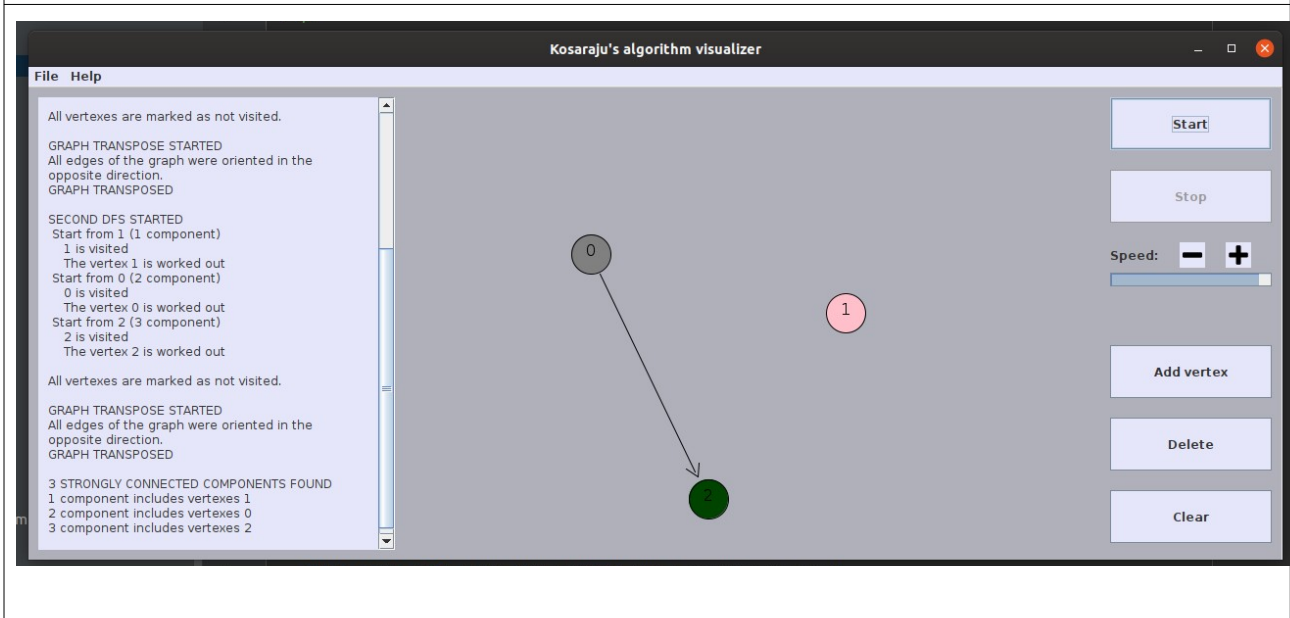 Kosaraju's algorithm visualizer
File Help
All vertexes are marked as not visited.
GRAPH TRANSPOSE STARTED
All edges of the graph were oriented in the
opposite direction.
GRAPH TRANSPOSED
SECOND DFS STARTED
Start from 1 (1 component)
1 is visited
The vertex 1 is worked out
Start from 0 (2 component)
0 is visited
The vertex 0 is worked out
Start from 2 (3 component)
2 is visited
The vertex 2 is worked out
All vertexes are marked as not visited.
GRAPH TRANSPOSE STARTED
All edges of the graph were oriented in the
opposite direction.
GRAPH TRANSPOSED
3 STRONGLY CONNECTED COMPONENTS FOUND
1 component includes vertexes 1
2 component includes vertexes 0
3 component includes vertexes 2
0
1
2
Start
Stop
Speed:
Add vertex
Delete
Clear